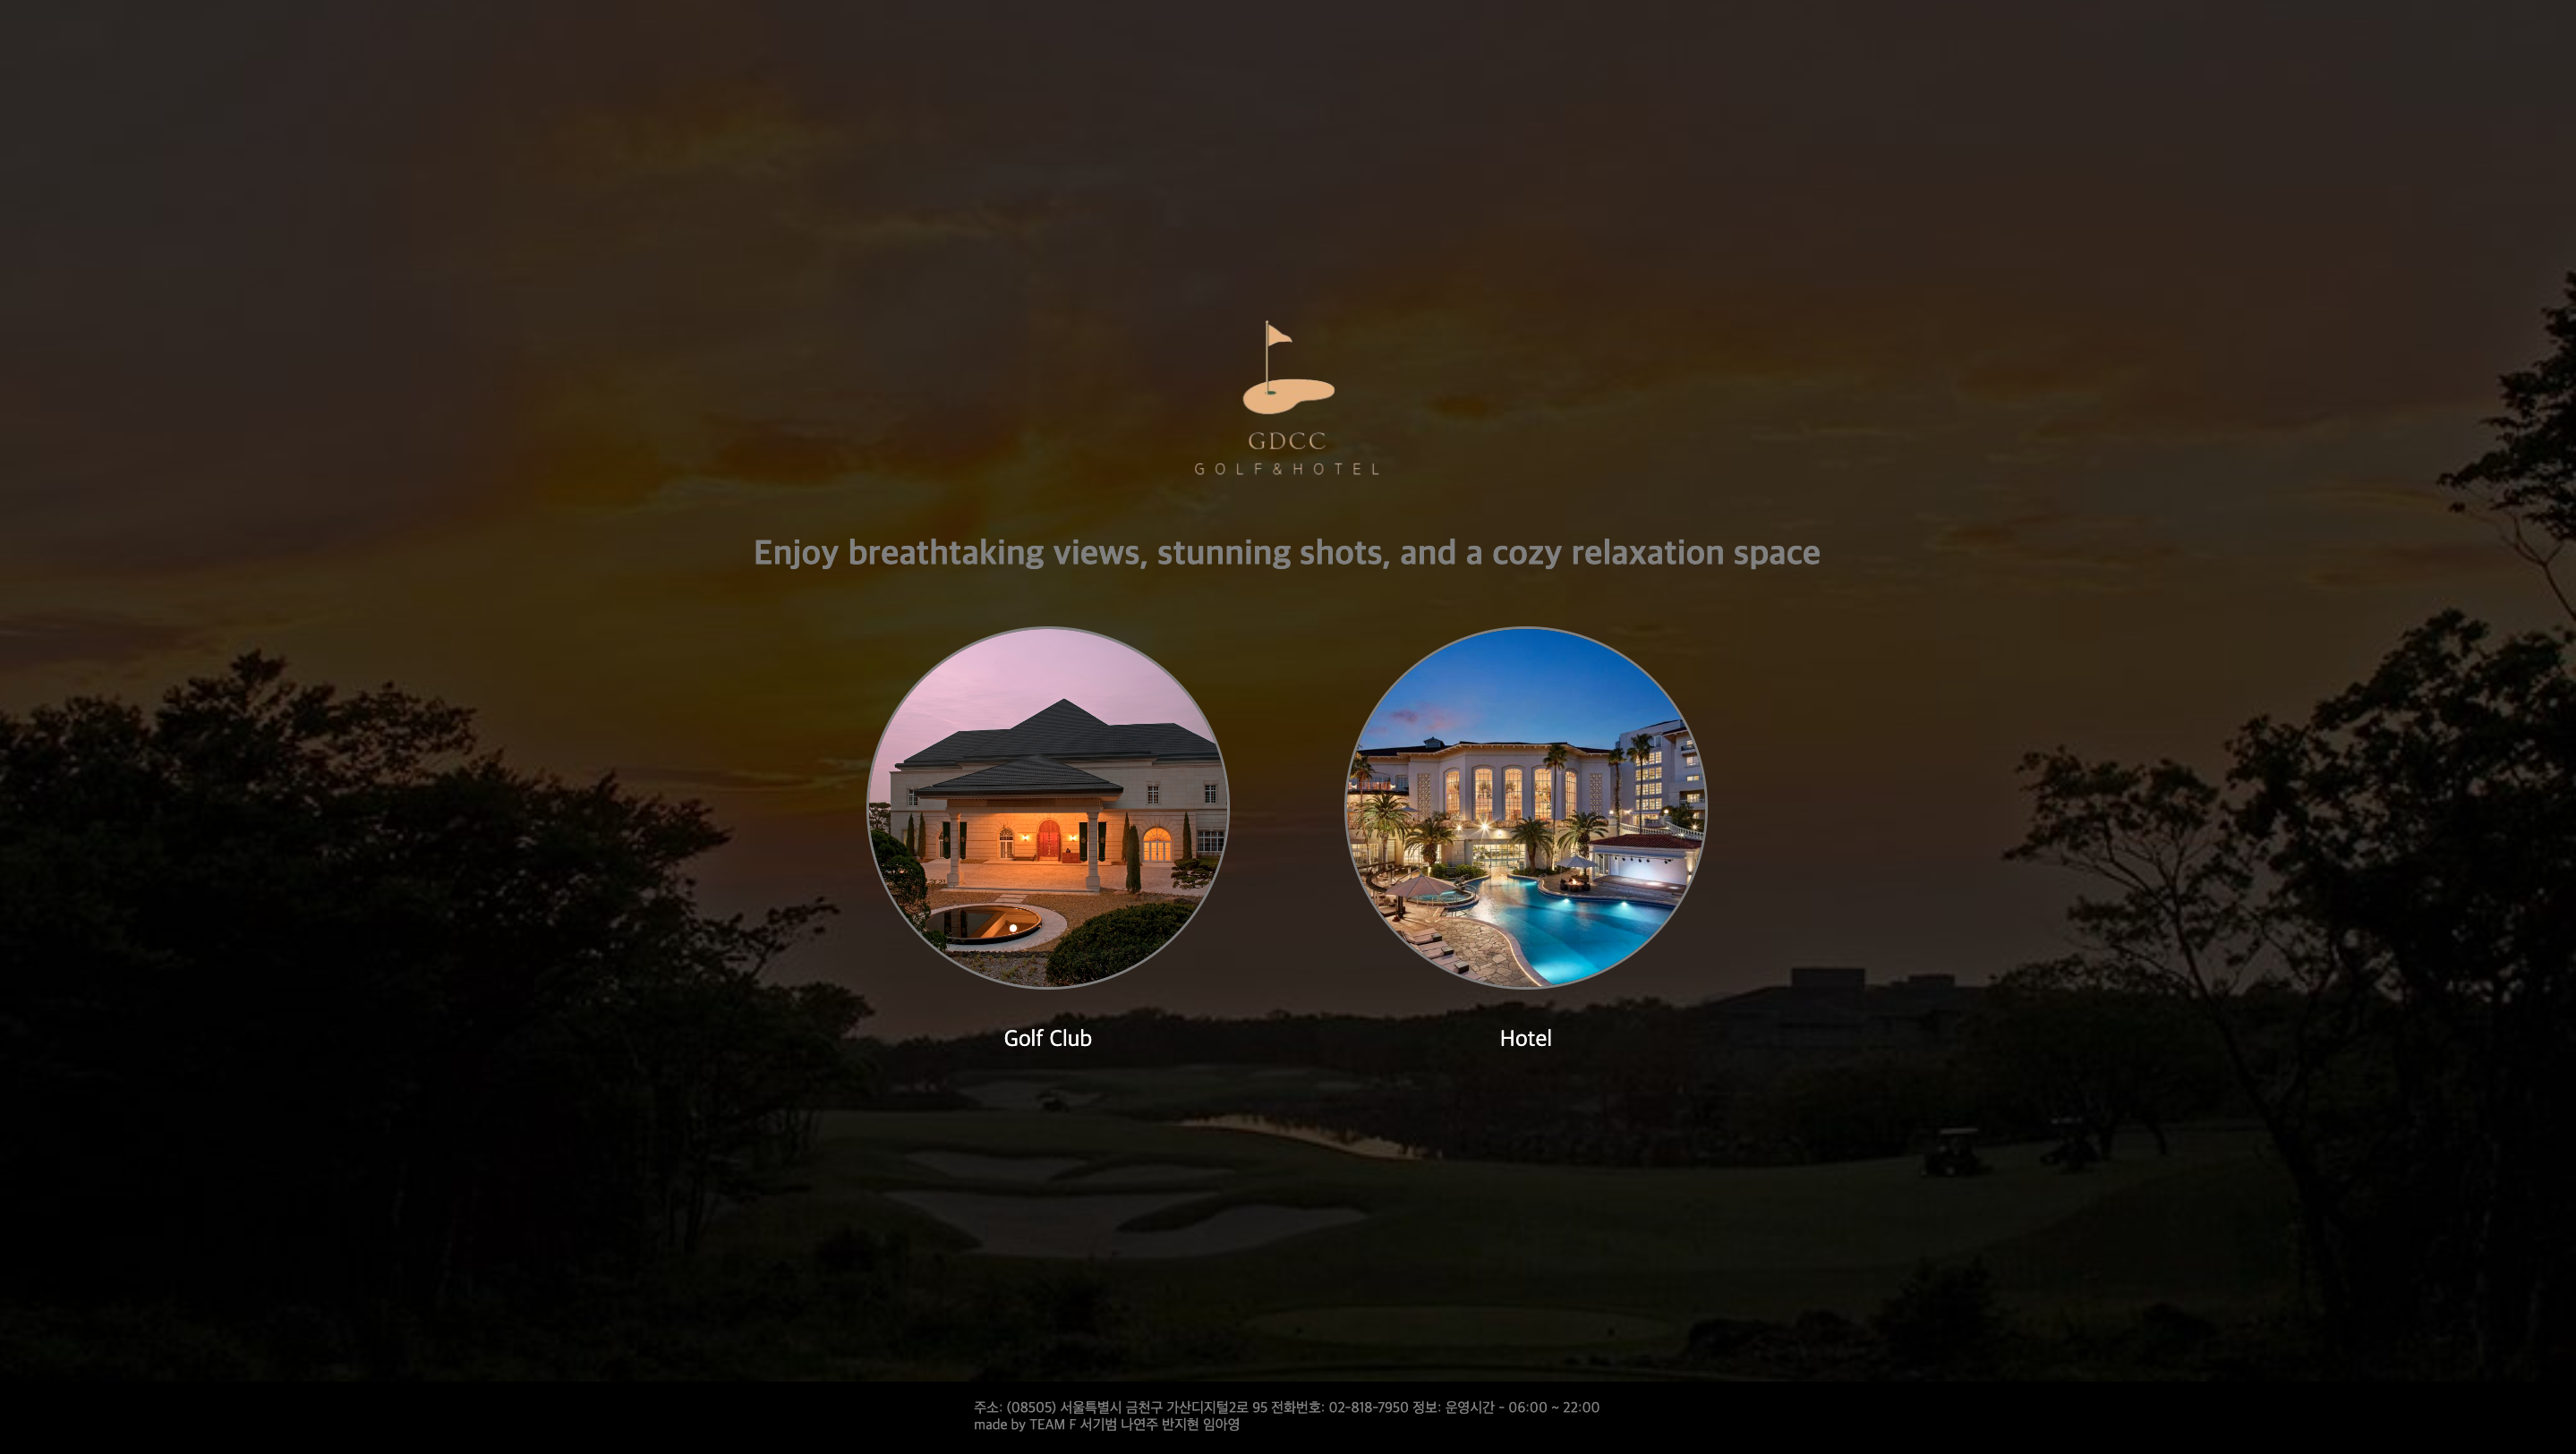 GDCC
GOLF&HOTEL
Enjoy breathtaking views, stunning shots, and a cozy relaxation space
Golf Club
Hotel
주소: (08505) 서울특별시 금천구 가산디지털2로 95 전화번호: 02-818-7950 정보: 운영시간 - 06:00 ~ 22:00
made by TEAM F 서기범 나연주 반지현 임아영